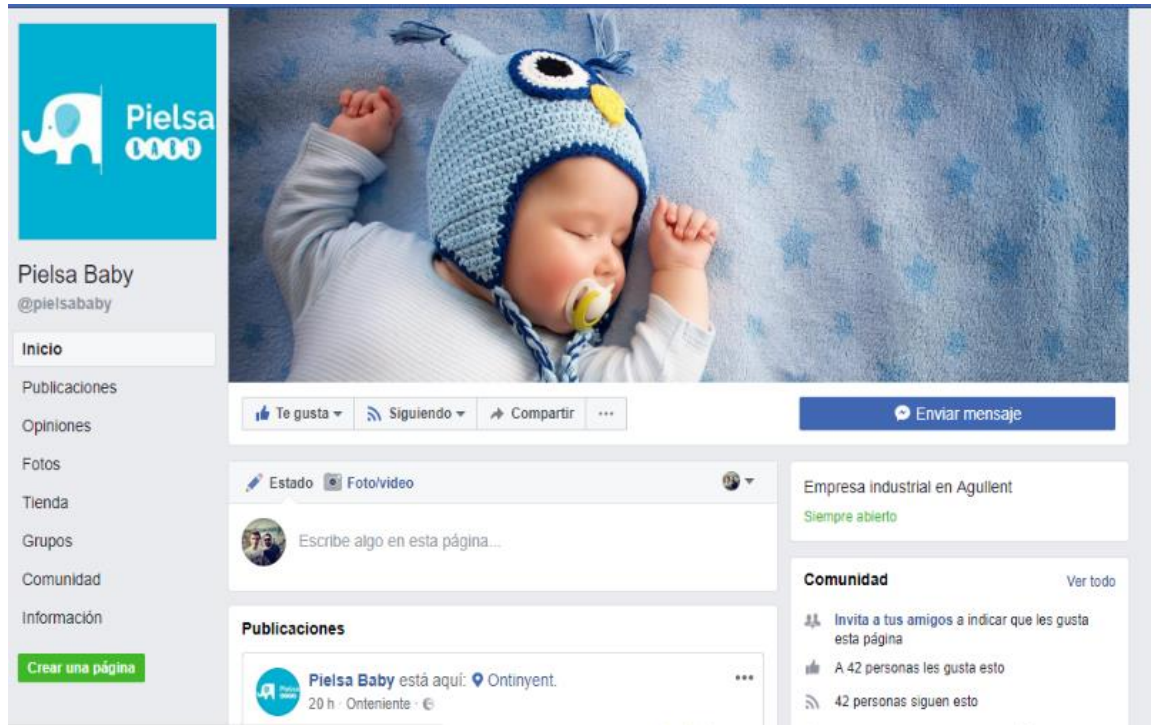 Pielsa
BABY
Pielsa Baby
@pielsababy
Inicio
Publicaciones
Opiniones
Fotos
Tienda
Grupos
Comunidad
Información
Crear una página
Te gusta
Siguiendo
Compartir
Enviar mensaje
Estado
Foto/video
Escribe algo en esta página...
Publicaciones
Pielsa Baby está aquí: Ontinyent.
20 h · Onteniente ·
Empresa industrial en Agullent
Siempre abierto
Comunidad
Ver todo
Invita a tus amigos a indicar que les gusta
esta página
A 42 personas les gusta esto
42 personas siguen esto